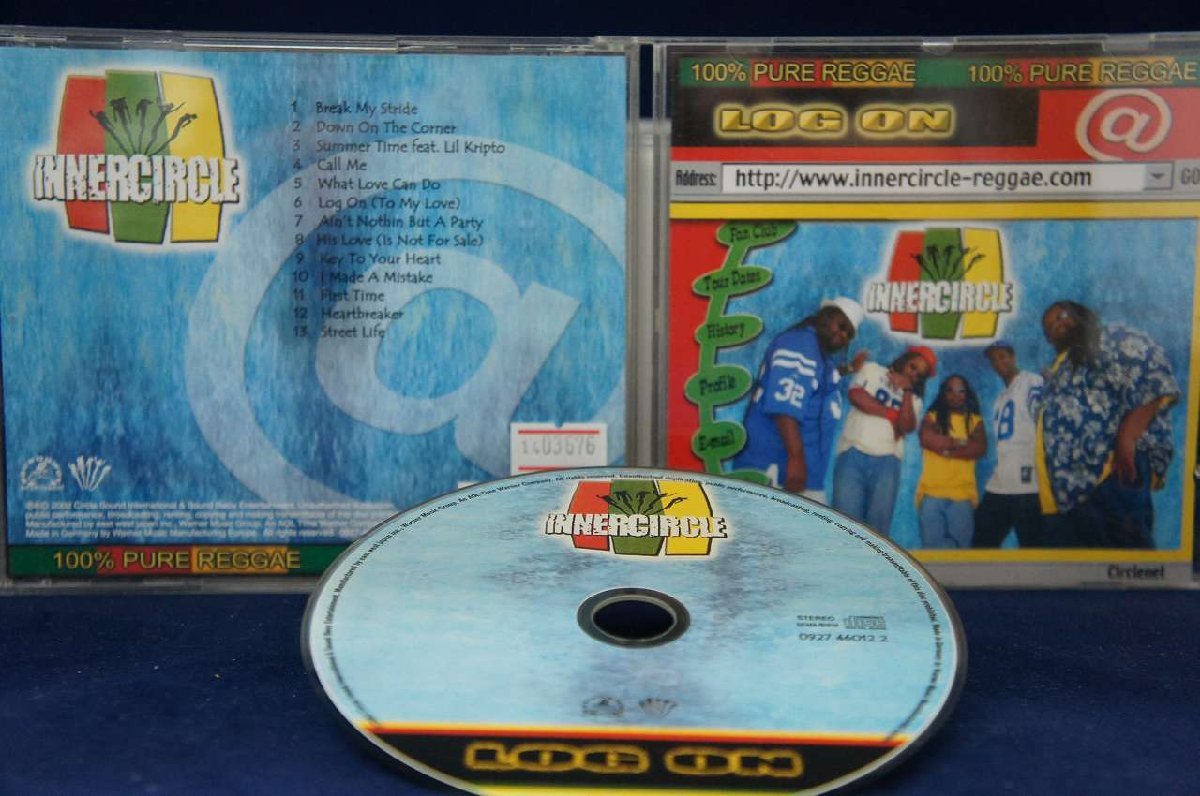 INNERCIRCLE
1 Break My Stride
2 Down On The Corner
3 Summer Time feat. Lil Kripto
4 Call Me
5 What Love Can Do
6 Log On (To My Love)
7 Ain't Nothin But A Party
8 His Love (Is Not For Sale)
9 Key To Your Heart
10 I Made A Mistake
11 First Time
12 Heartbreaker
13 Street Life
1403676
100% PURE REGGAE
100% PURE REGGAE 100% PURE REGGAE
LOG ON @
Address: http://www.innercircle-reggae.com GO
Fan Club
Tour Dates
History
Profile
E-mail
INNERCIRCLE
32
Circlenet
INNERCIRCLE
STEREO
0927 46012 2
LOG ON